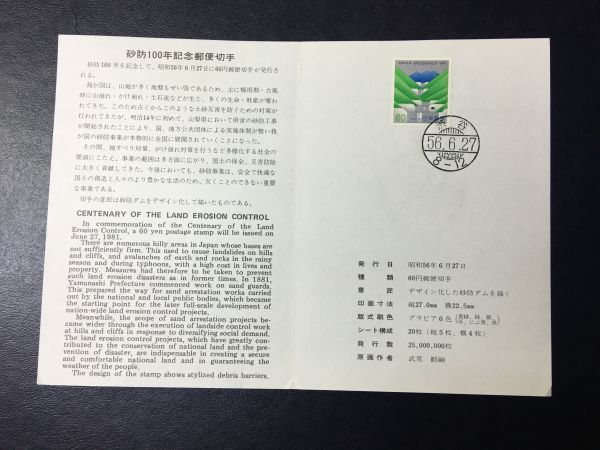 砂防100年記念郵便切手
砂防100年を記念して、昭和56年6月27日に60円郵便切手が発行さ
れる。
我が国は、山地が多く地盤もぜい弱であるため、主に梅雨期・台風
時に山崩れ・がけ崩れ・土石流などが生じ、多くの生命・財産が奪わ
れてきた。このため古くからこのような土砂災害を防ぐための対策が
行われてきたが、明治14年に初めて、山梨県において県営の砂防工事
が開始されたことにより、国、地方公共団体による実施体制が整い我
が国の砂防事業が本格的に全国に展開されていくことになった。
その間、地すべり対策、がけ崩れ対策を行うなど多様化する社会の
要請にこたえ、事業の範囲は多方面に広がり、国土の保全、災害防除
に大きく貢献してきた。今後においても、砂防事業は、安全で快適な
国土の創造と人々のより豊かな生活のため、欠くことのできない重要
な事業である。
切手の意匠は砂防ダムをデザイン化して描いたものである。
CENTENARY OF THE LAND EROSION CONTROL
In commemoration of the Centenary of the Land
Erosion Control, a 60 yen postage stamp will be issued on
June 27, 1981.
There are numerous hilly areas in Japan whose bases are
not sufficiently firm. This used to cause landslides on hills
and cliffs, and avalanches of earth and rocks in the rainy
season and during typhoons, with a high cost in lives and
property. Measures had therefore to be taken to prevent
such land erosion disasters as in former times. In 1881,
Yamanashi Prefecture commenced work on sand guards.
This prepared the way for sand arrestation works carried
out by the national and local public bodies, which became
the starting point for the later full-scale development of
nation-wide land erosion control projects.
Meanwhile, the scope of sand arrestation projects be-
came wider through the execution of landside control work
at hills and cliffs in response to diversifying social demand.
The land erosion control projects, which have greatly con-
tributed to the conservation of national land and the pre-
vention of disaster, are indispensable in creating a secure
and comfortable national land and in guaranteeing the
weather of the people.
The design of the stamp shows stylized debris barriers.
60 日本郵便
56.6.27
8-12
発行日 昭和56年6月27日
種類 60円郵便切手
意匠 デザイン化した砂防ダムを描く
印面寸法 縦27.0mm 横22.5mm
版式刷色 グラビア6色
シート構成 20枚（縦5枚、横4枚）
発行数 25,000,000枚
原画作者 武荒 勧嗣